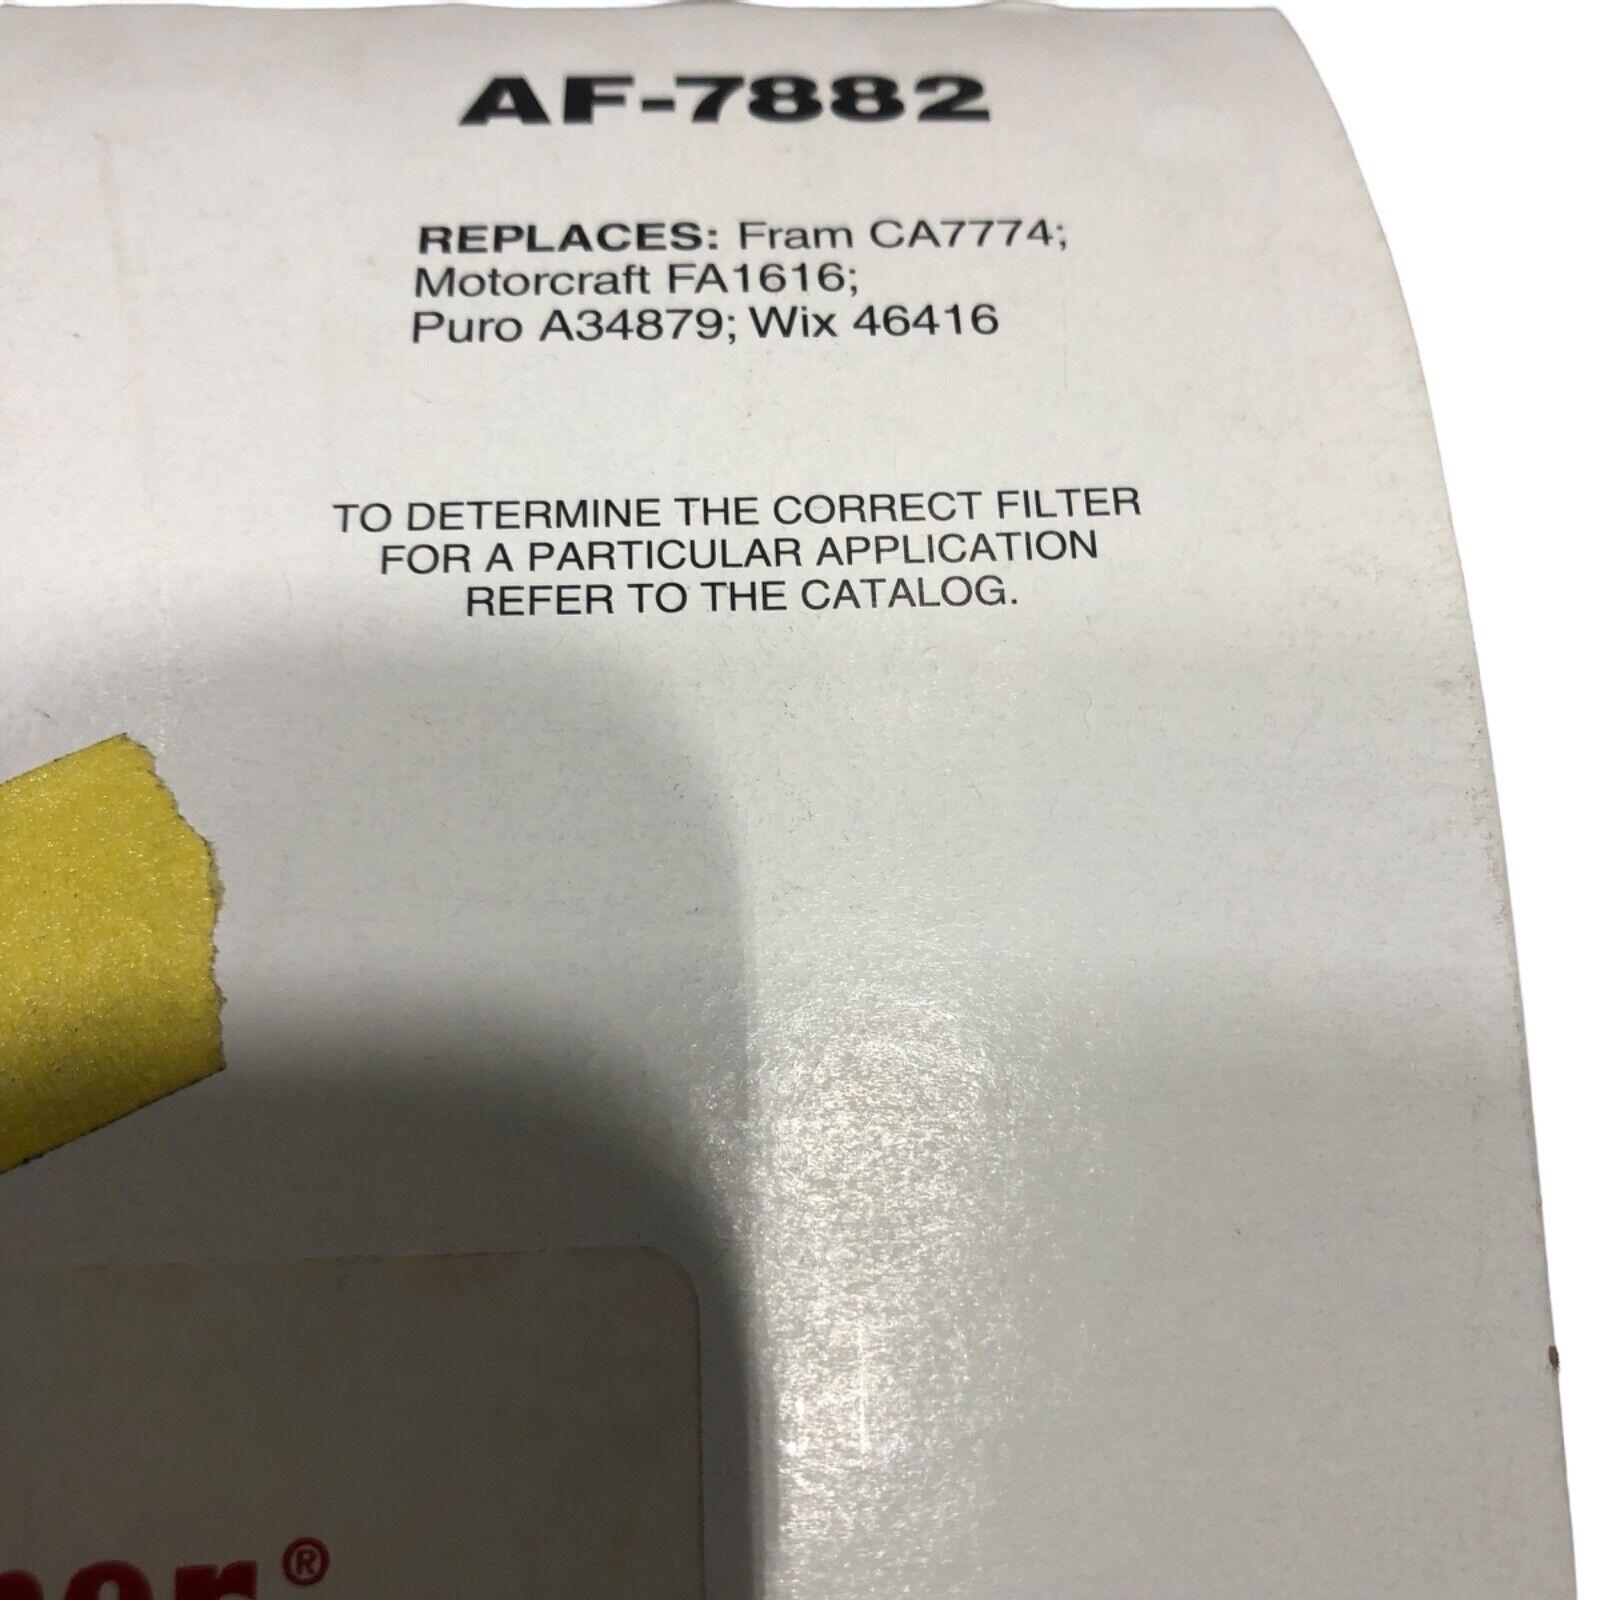 AF-7882
REPLACES: Fram CA7774;
Motorcraft FA1616;
Puro A34879; Wix 46416
TO DETERMINE THE CORRECT FILTER
FOR A PARTICULAR APPLICATION
REFER TO THE CATALOG.